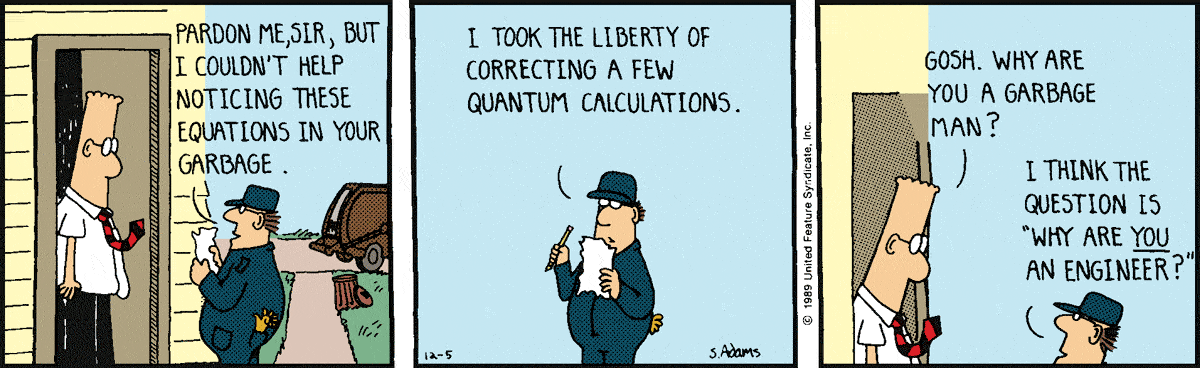 PARDON ME, SIR, BUT
I COULDN'T HELP
NOTICING THESE
EQUATIONS IN YOUR
GARBAGE.
I TOOK THE LIBERTY OF
CORRECTING A FEW
QUANTUM CALCULATIONS.
12-5
S.Adams
© 1989 United Feature Syndicate, Inc.
GOSH. WHY ARE
YOU A GARBAGE
MAN?
I THINK THE
QUESTION IS
"WHY ARE YOU
AN ENGINEER?"